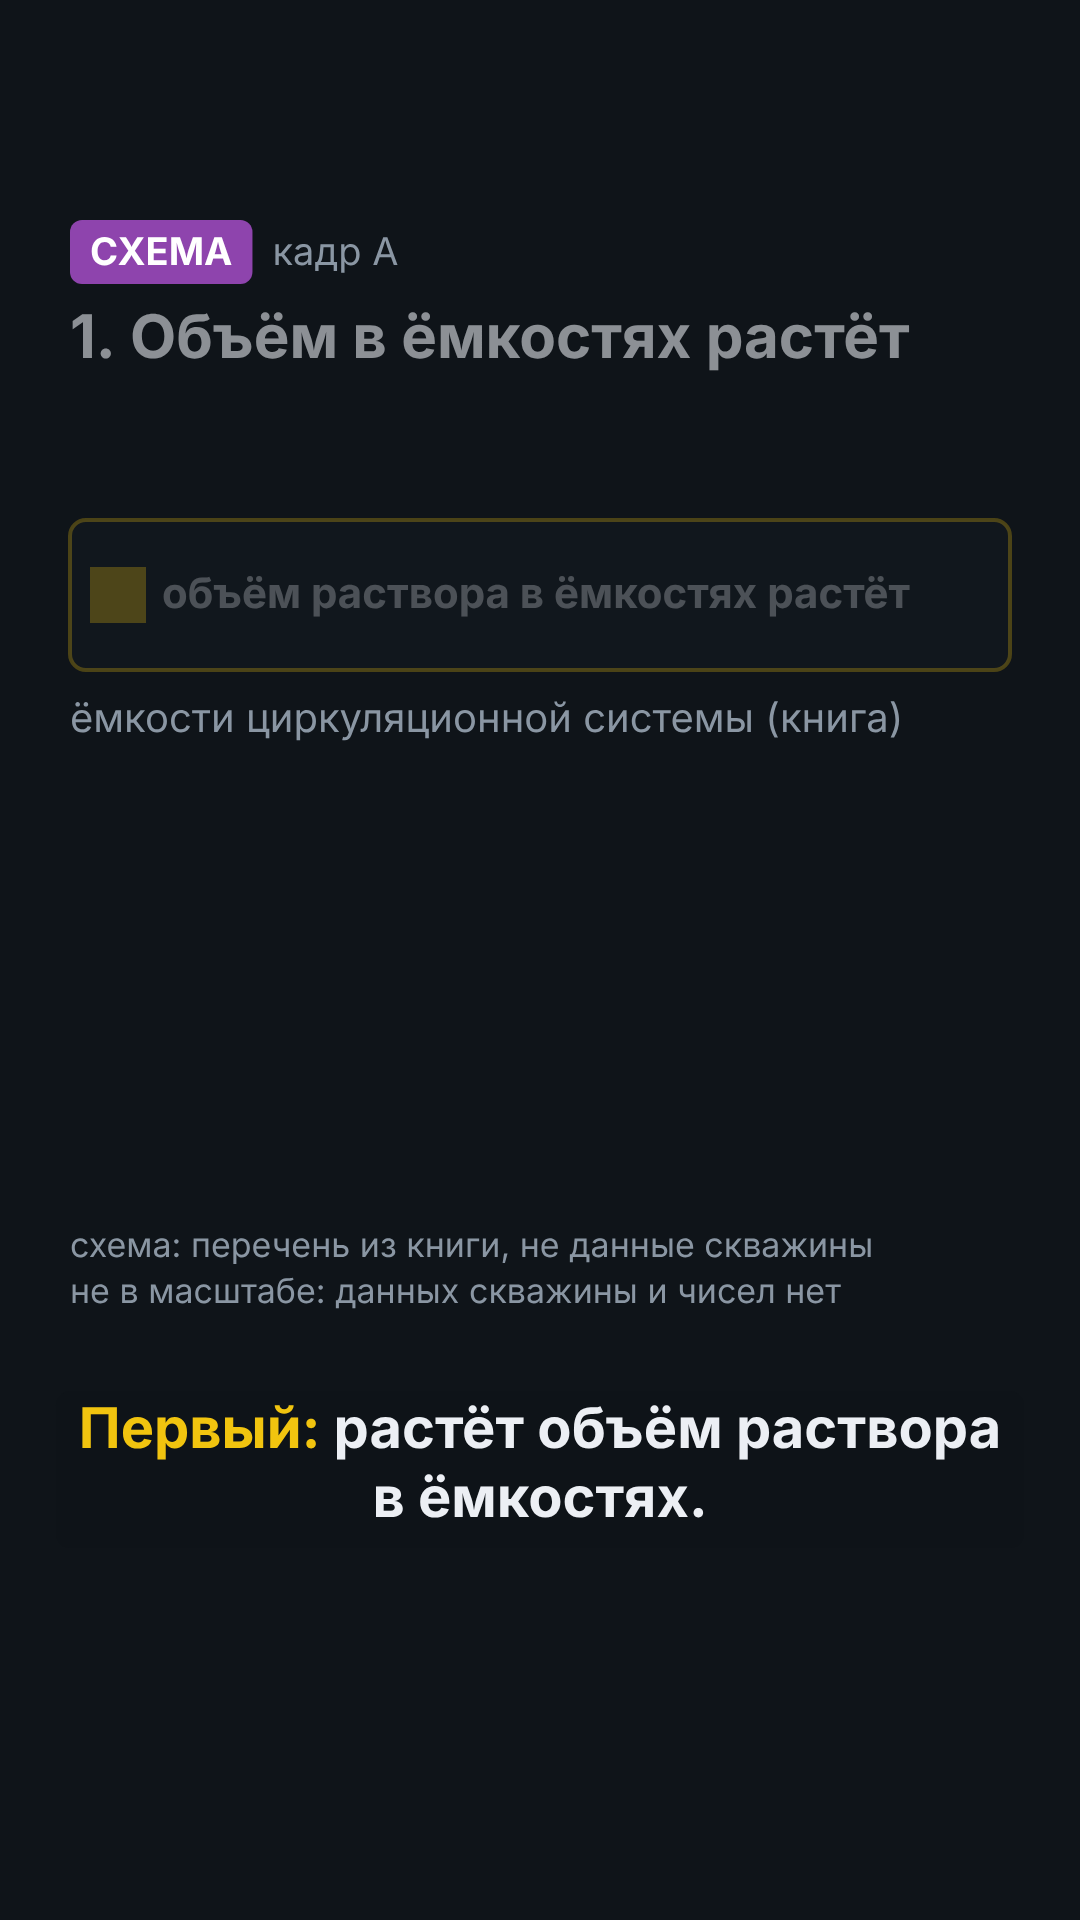 СХЕМА кадр А
1. Объём в ёмкостях растёт
объём раствора в ёмкостях растёт
ёмкости циркуляционной системы (книга)
схема: перечень из книги, не данные скважины
не в масштабе: данных скважины и чисел нет
Первый: растёт объём раствора
в ёмкостях.